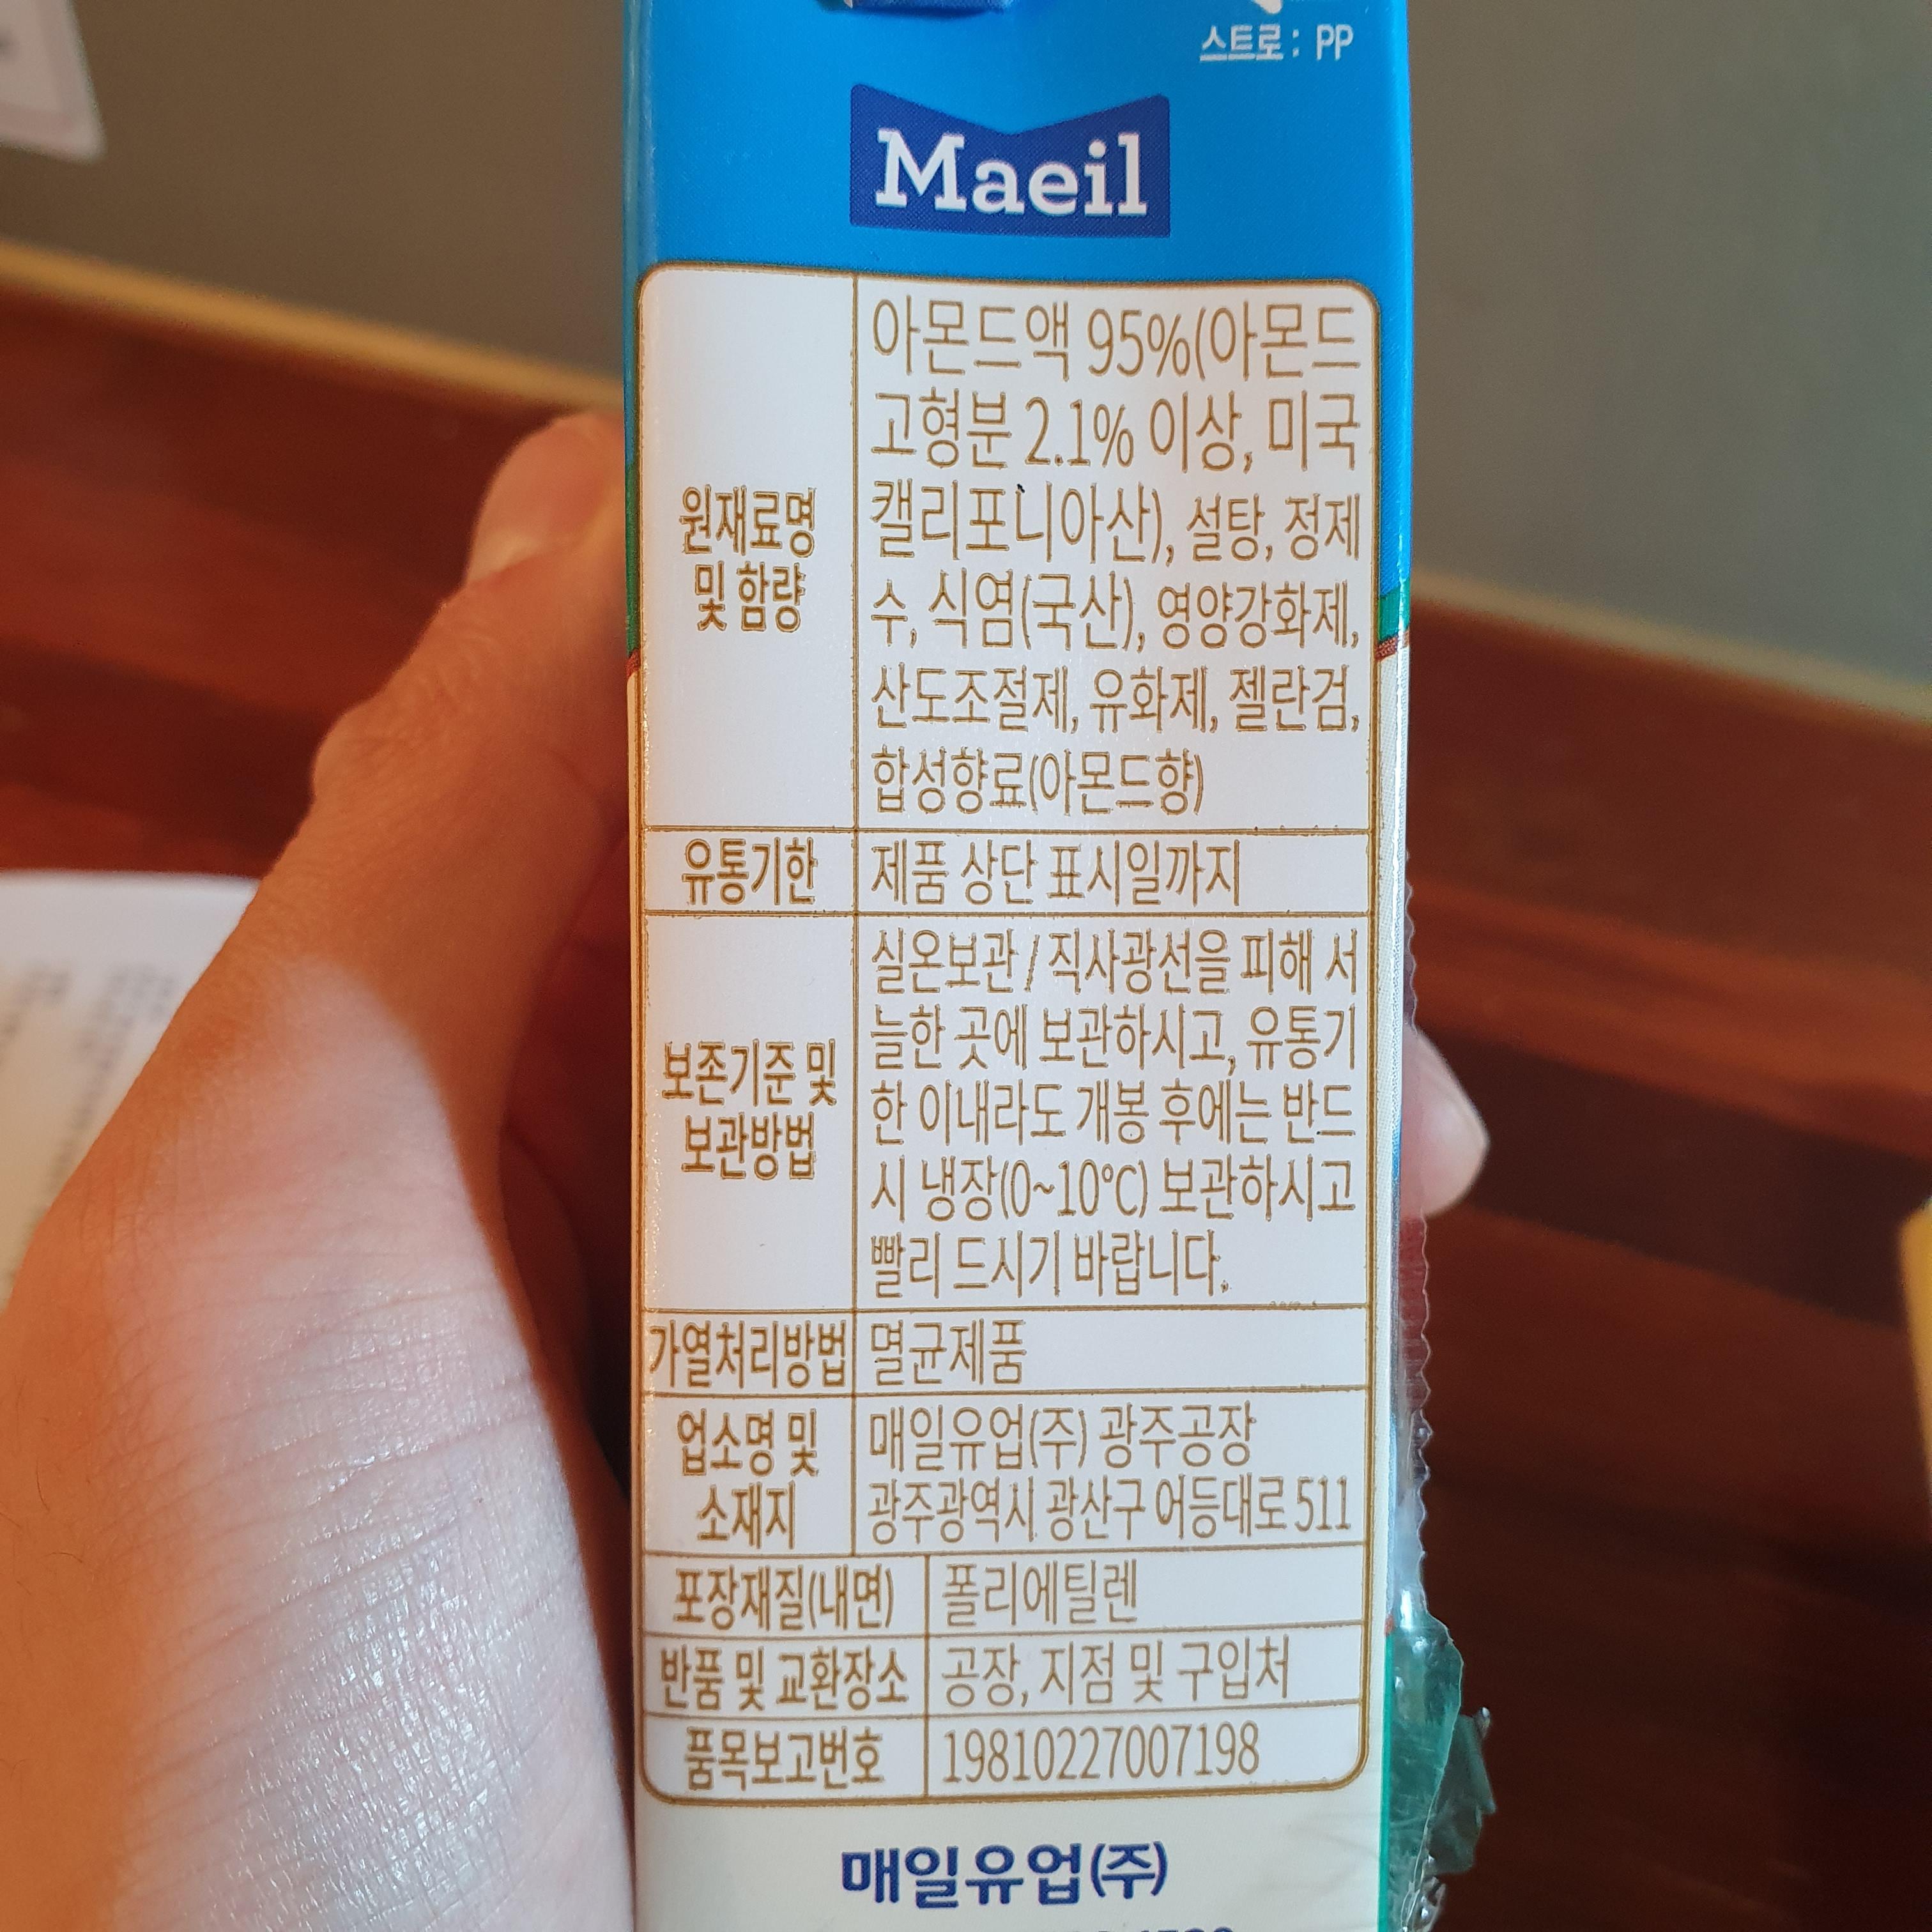 스트로 : PP
Maeil
원재료명
및 함량
아몬드액 95%(아몬드
고형분 2.1% 이상, 미국
캘리포니아산), 설탕, 정제
수, 식염(국산), 영양강화제,
산도조절제, 유화제, 젤란검,
합성향료(아몬드향)
유통기한
제품 상단 표시일까지
보존기준 및
보관방법
실온보관 / 직사광선을 피해 서
늘한 곳에 보관하시고, 유통기
한 이내라도 개봉 후에는 반드
시 냉장(0~10℃) 보관하시고
빨리 드시기 바랍니다.
가열처리방법
멸균제품
업소명 및
소재지
매일유업(주) 광주공장
광주광역시 광산구 어등대로 511
포장재질(내면)
폴리에틸렌
반품 및 교환장소
공장, 지점 및 구입처
품목보고번호
19810227007198
매일유업(주)